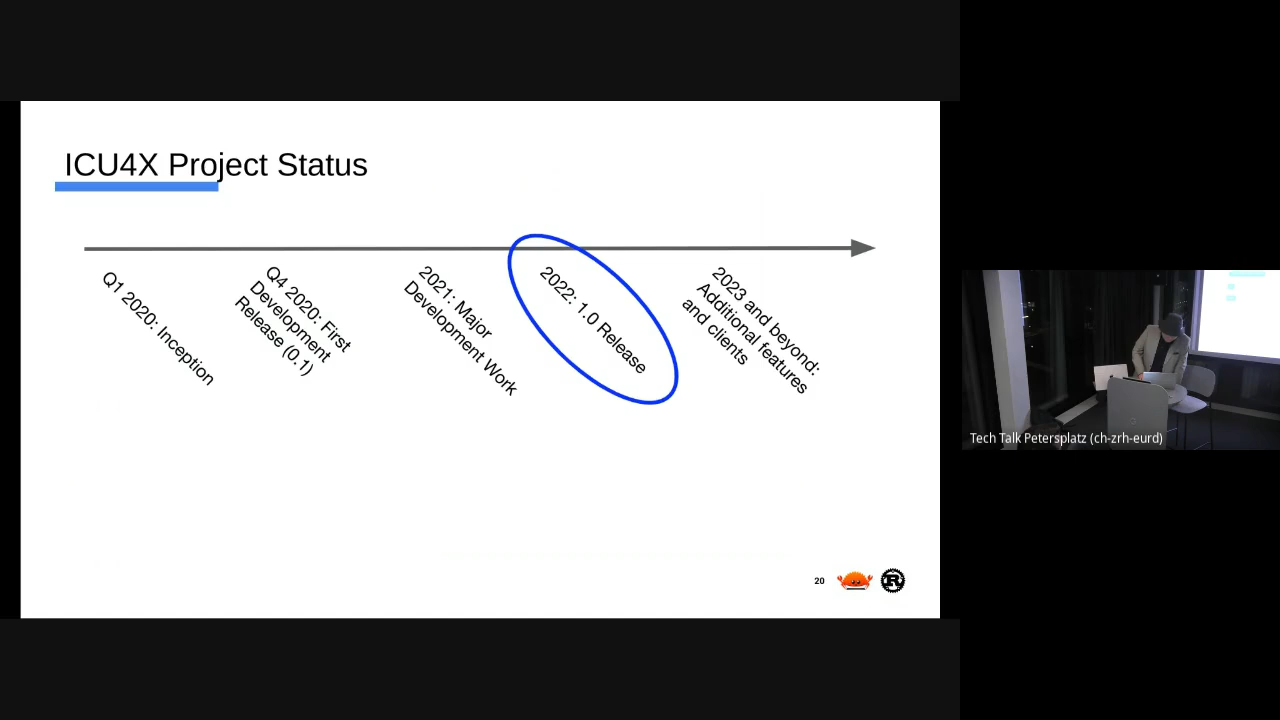 ICU4X Project Status
Q1 2020: Inception
Q4 2020: First
Development
Release (0.1)
2021: Major
Development Work
2022: 1.0 Release
2023 and beyond:
Additional features
and clients
20
R
Tech Talk Petersplatz (ch-zrh-eurd)